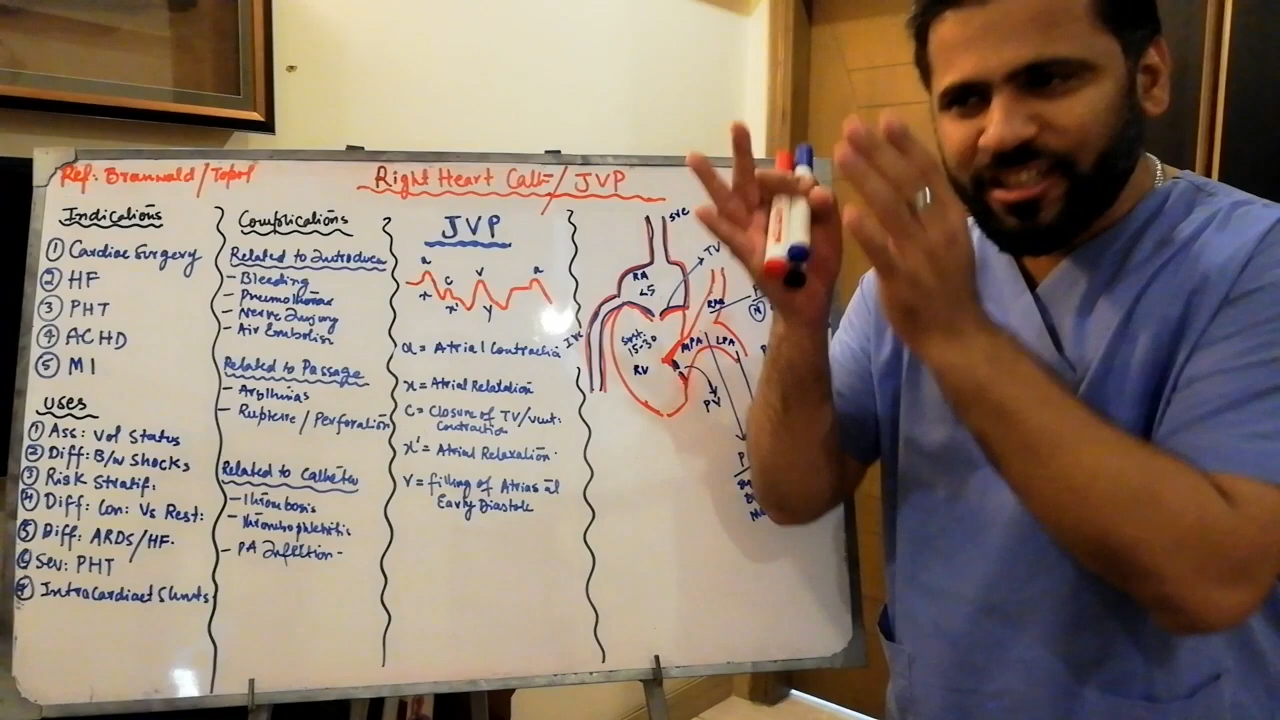 Ref: Braunwald/Topol
Right Heart Cath/JVP
Indications
① Cardiac Surgery
② HF
③ PHT
④ ACHD
⑤ MI
USES
① Ass: Vol Status
② Diff: B/w Shocks
③ Risk Stratif:
④ Diff: Con: Vs Rest:
⑤ Diff: ARDS/HF.
⑥ Sev: PHT
⑦ Intracardiact Shunts
Complications
Related to Introducer
- Bleeding
- Pneumothorax
- Nerve Injury
- Air Embolism
Related to Passage
- Arythmias
- Rupture / Perforation
Related to Catheter
- Thrombosis
- Thrombophlebitis
- PA Infection-
JVP
a
c
v
a
x
x'
y
a = Atrial Contraction
x = Atrial Relaxation
C = Closure of TV/vent:
Contraction
x' = Atrial Relaxation.
V = filling of Atrias at
Early Diastole
SVC
TV
RA
≤5
RPA
N
IVC
Syst.
15-30
RV
MPA
LPA
PV
P